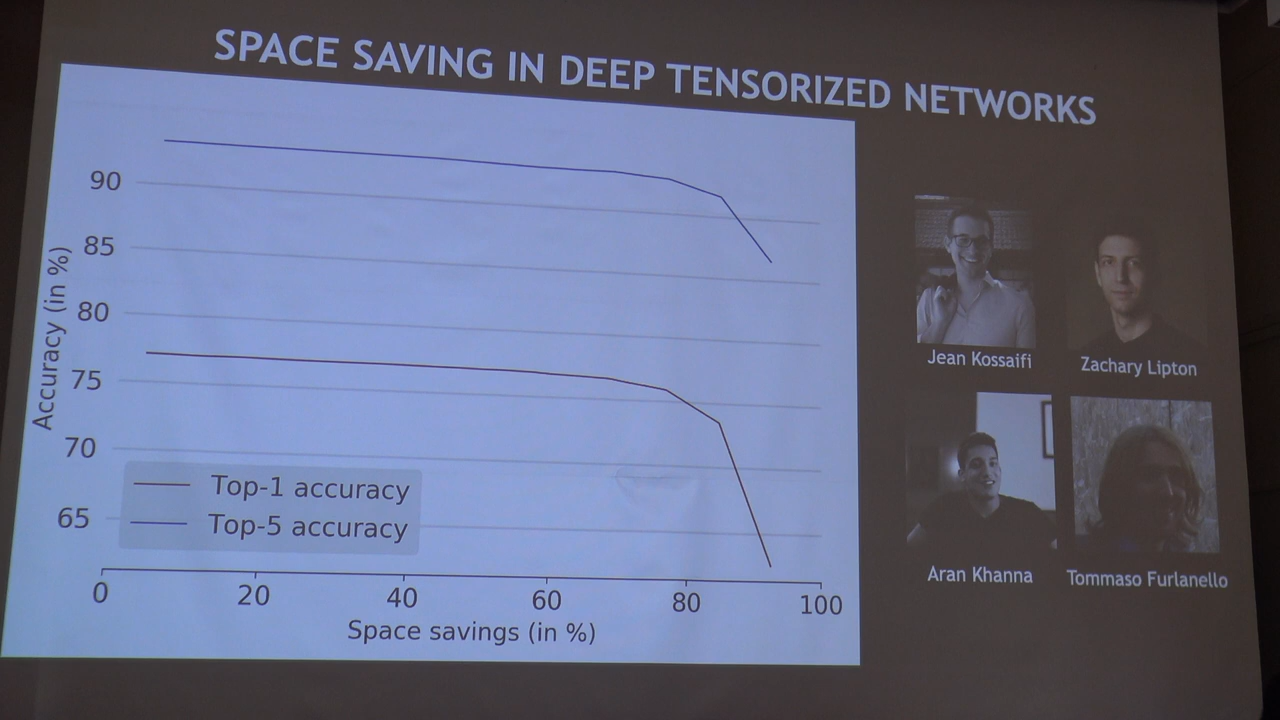 SPACE SAVING IN DEEP TENSORIZED NETWORKS
90
85
80
75
70
65
Accuracy (in %)
Top-1 accuracy
Top-5 accuracy
0 20 40 60 80 100
Space savings (in %)
Jean Kossaifi
Zachary Lipton
Aran Khanna
Tommaso Furlanello